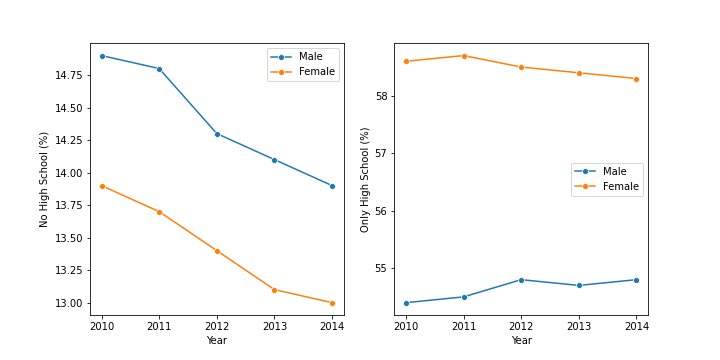 Male
Female
14.75
14.50
14.25
14.00
13.75
13.50
13.25
13.00
No High School (%)
2010 2011 2012 2013 2014
Year
Male
Female
58
57
56
55
Only High School (%)
2010 2011 2012 2013 2014
Year